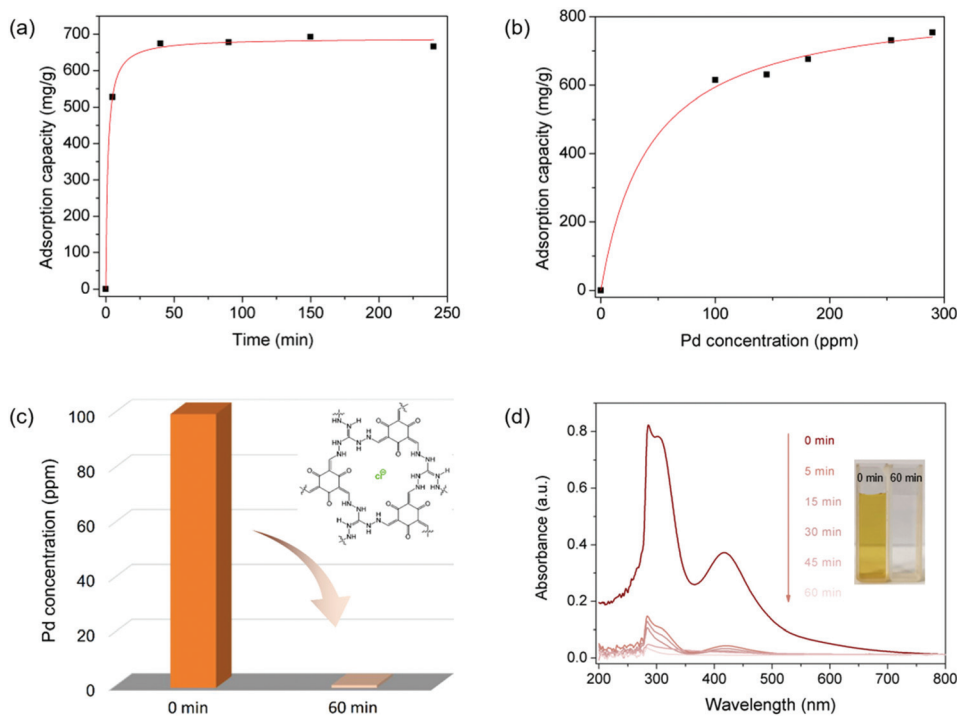 (a)
800
700
600
500
400
300
200
100
0
0 50 100 150 200 250
Adsorption capacity (mg/g)
Time (min)
(b)
800
600
400
200
0
0 100 200 300
Adsorption capacity (mg/g)
Pd concentration (ppm)
(c)
100
80
60
40
20
0
Pd concentration (ppm)
0 min 60 min
cl⊖
(d)
0.8
0.6
0.4
0.2
0.0
200 300 400 500 600 700 800
Absorbance (a.u.)
Wavelength (nm)
0 min
5 min
15 min
30 min
45 min
60 min
0 min 60 min